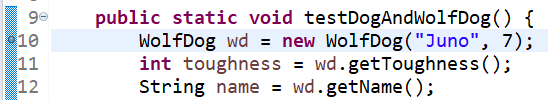 9 public static void testDogAndWolfDog() {
10 WolfDog wd = new WolfDog("Juno", 7);
11 int toughness = wd.getToughness();
12 String name = wd.getName();